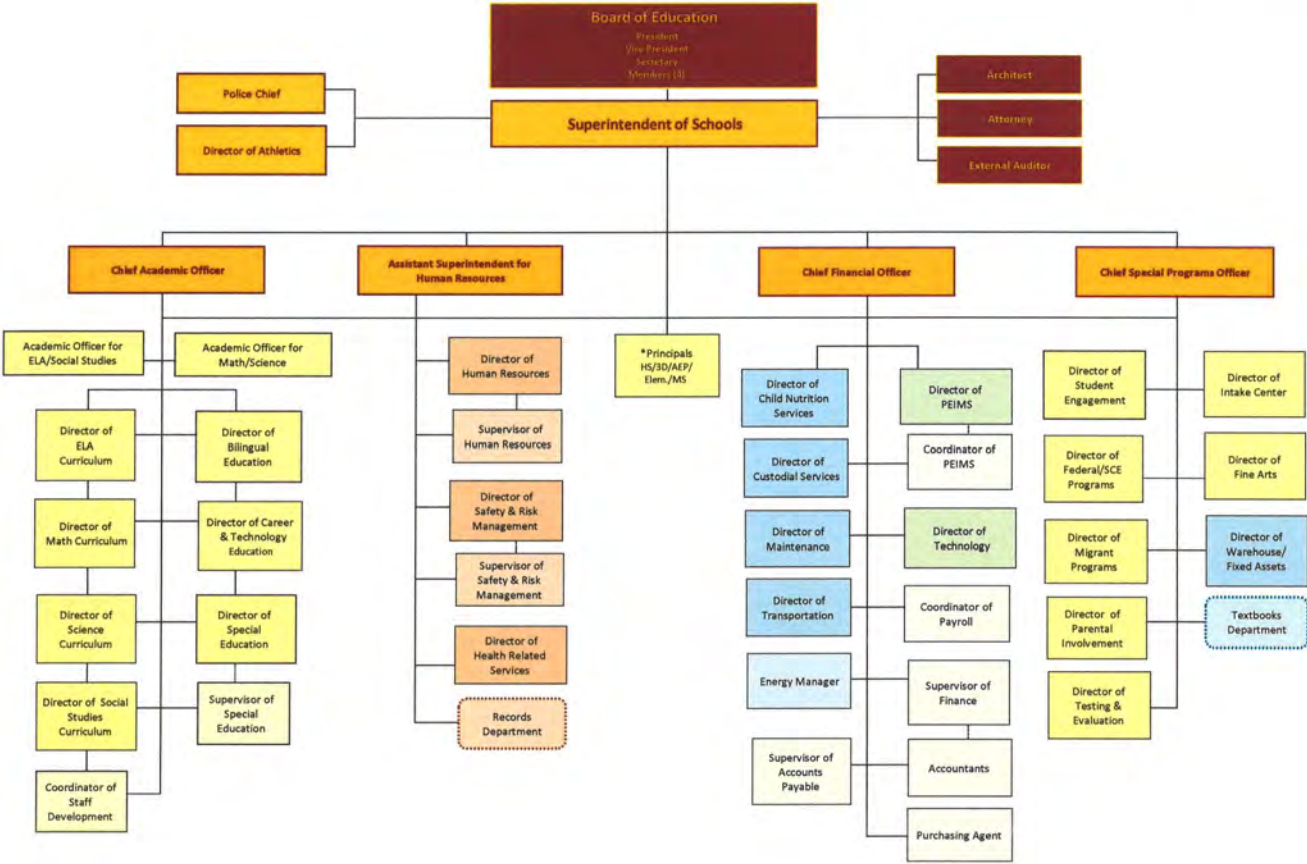 Board of Education
President
Vice President
Secretary
Members (4)
Police Chief
Superintendent of Schools
Architect
Attorney
Director of Athletics
External Auditor
Chief Academic Officer
Assistant Superintendent for
Human Resources
Chief Financial Officer
Chief Special Programs Officer
Academic Officer for
ELA/Social Studies
Academic Officer for
Math/Science
Director of
ELA
Curriculum
Director of
Bilingual
Education
Director of
Math Curriculum
Director of Career
& Technology
Education
Director of
Science
Curriculum
Director of
Special
Education
Director of Social
Studies
Curriculum
Supervisor of
Special
Education
Coordinator of
Staff
Development
Director of
Human Resources
Supervisor of
Human Resources
Director of
Safety & Risk
Management
Supervisor of
Safety & Risk
Management
Director of
Health Related
Services
Records
Department
*Principals
HS/3D/AEP/
Elem./MS
Director of
Child Nutrition
Services
Director of
PEIMS
Director of
Custodial Services
Coordinator of
PEIMS
Director of
Maintenance
Director of
Technology
Director of
Transportation
Coordinator of
Payroll
Energy Manager
Supervisor of
Finance
Supervisor of
Accounts
Payable
Accountants
Purchasing Agent
Director of
Student
Engagement
Director of
Intake Center
Director of
Federal/SCE
Programs
Director of
Fine Arts
Director of
Migrant
Programs
Director of
Warehouse/
Fixed Assets
Director of
Parental
Involvement
Textbooks
Department
Director of
Testing &
Evaluation